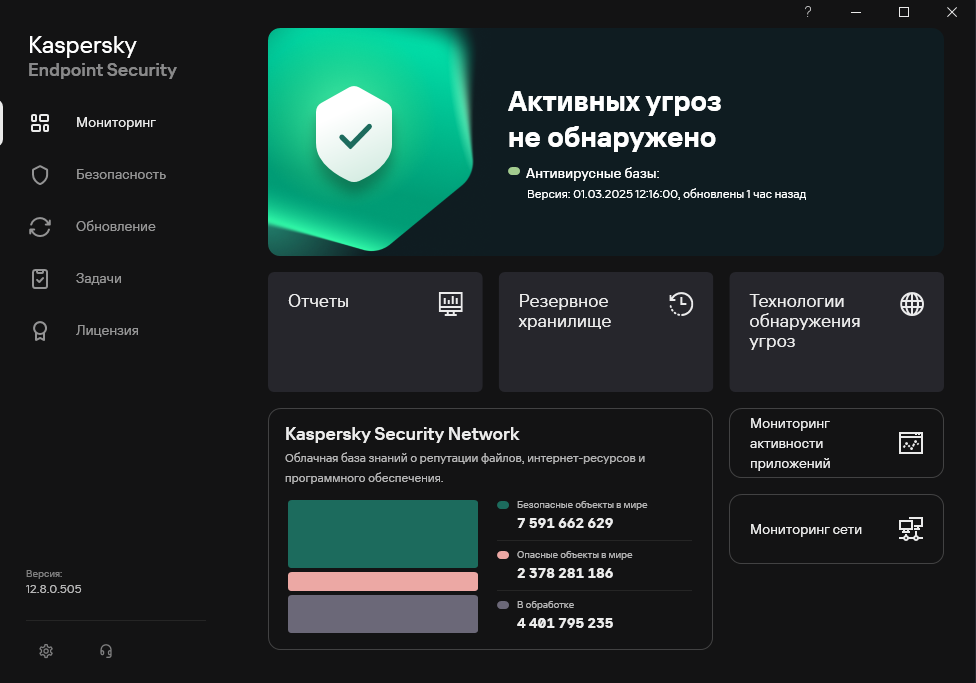 ?
Kaspersky
Endpoint Security
Мониторинг
Безопасность
Обновление
Задачи
Лицензия
Версия:
12.8.0.505
Активных угроз
не обнаружено
Антивирусные базы:
Версия: 01.03.2025 12:16:00, обновлены 1 час назад
Отчеты
Резервное
хранилище
Технологии
обнаружения
угроз
Kaspersky Security Network
Облачная база знаний о репутации файлов, интернет-ресурсов и
программного обеспечения.
Безопасные объекты в мире
7 591 662 629
Опасные объекты в мире
2 378 281 186
В обработке
4 401 795 235
Мониторинг
активности
приложений
Мониторинг сети